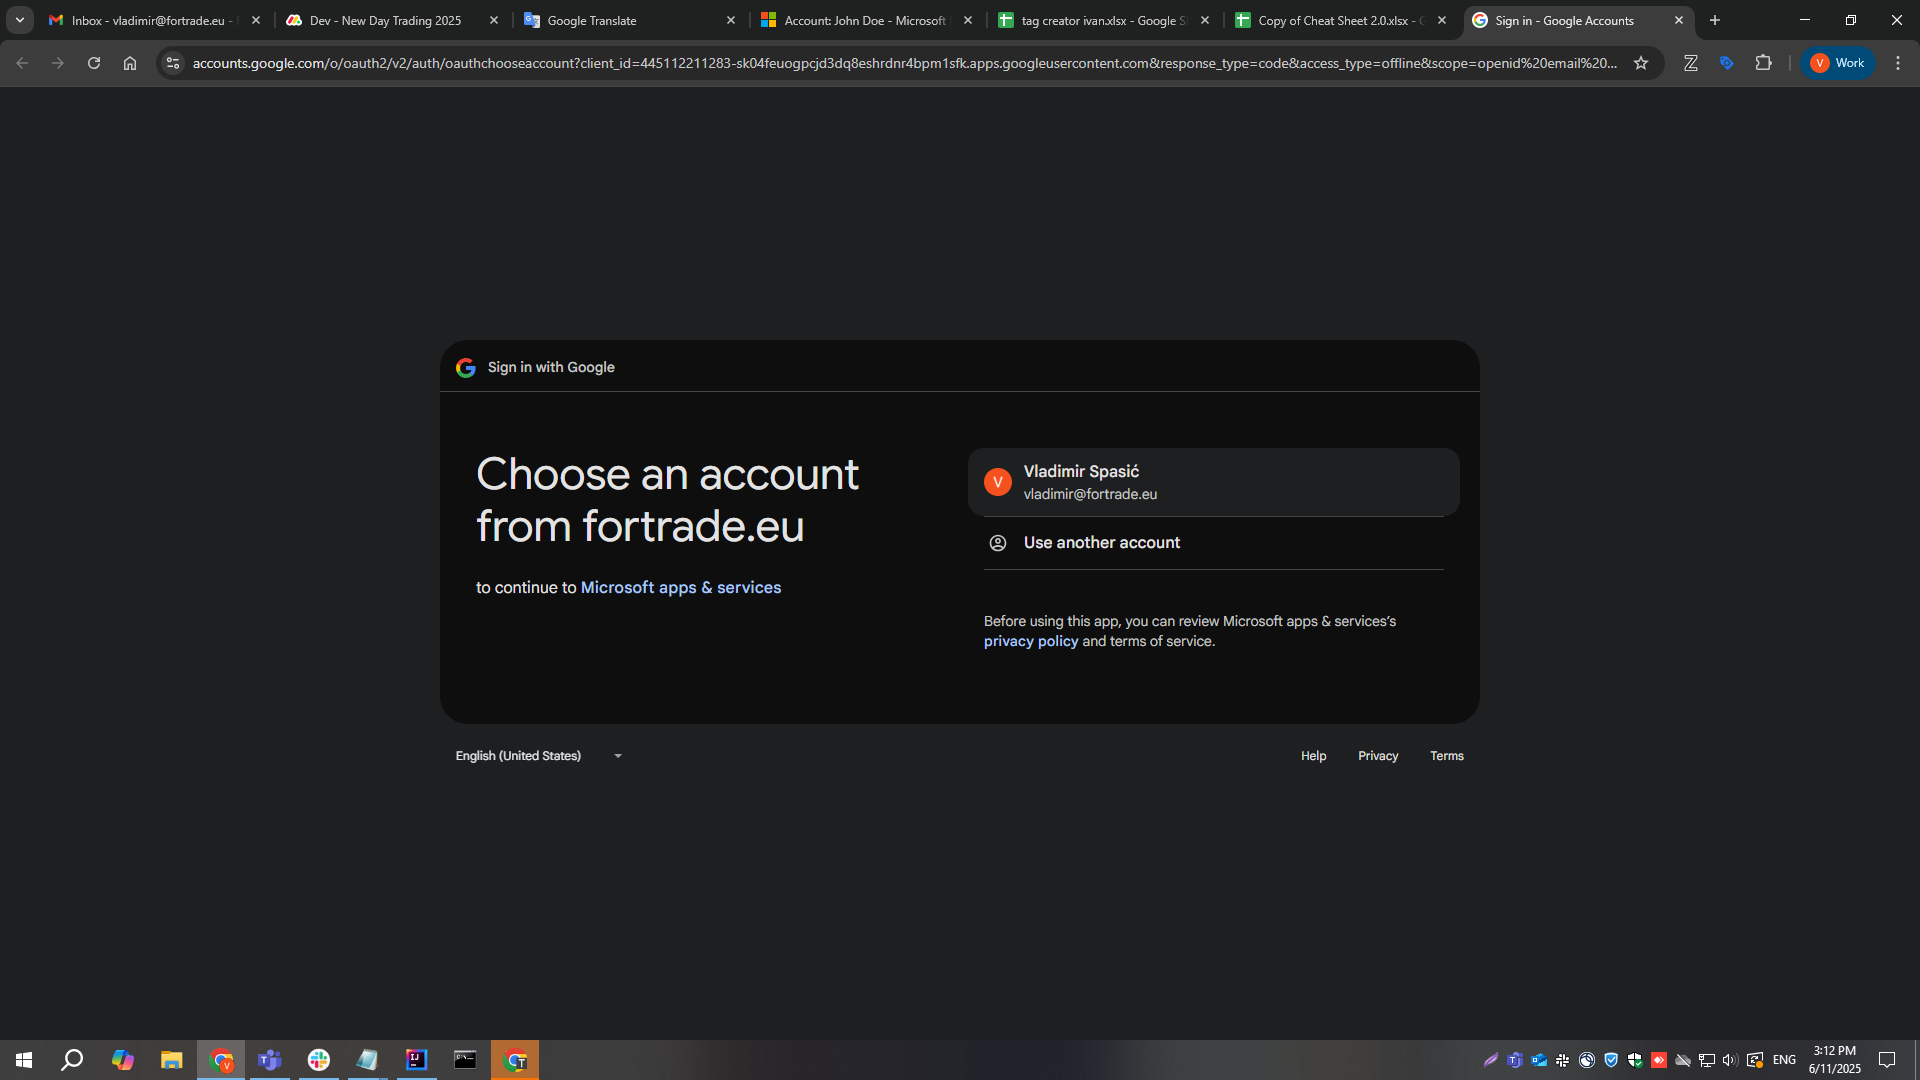 Inbox - vladimir@fortrade.eu -
Dev - New Day Trading 2025
Google Translate
Account: John Doe - Microsoft
tag creator ivan.xlsx - Google S
Copy of Cheat Sheet 2.0.xlsx - G
Sign in - Google Accounts
accounts.google.com/o/oauth2/v2/auth/oauthchooseaccount?client_id=445112211283-sk04feuogpcjd3dq8eshrdnr4bpm1sfk.apps.googleusercontent.com&response_type=code&access_type=offline&scope=openid%20email%20...
V Work
Sign in with Google
Choose an account
from fortrade.eu
to continue to Microsoft apps & services
V
Vladimir Spasić
vladimir@fortrade.eu
Use another account
Before using this app, you can review Microsoft apps & services’s
privacy policy and terms of service.
English (United States)
Help
Privacy
Terms
ENG
3:12 PM
6/11/2025